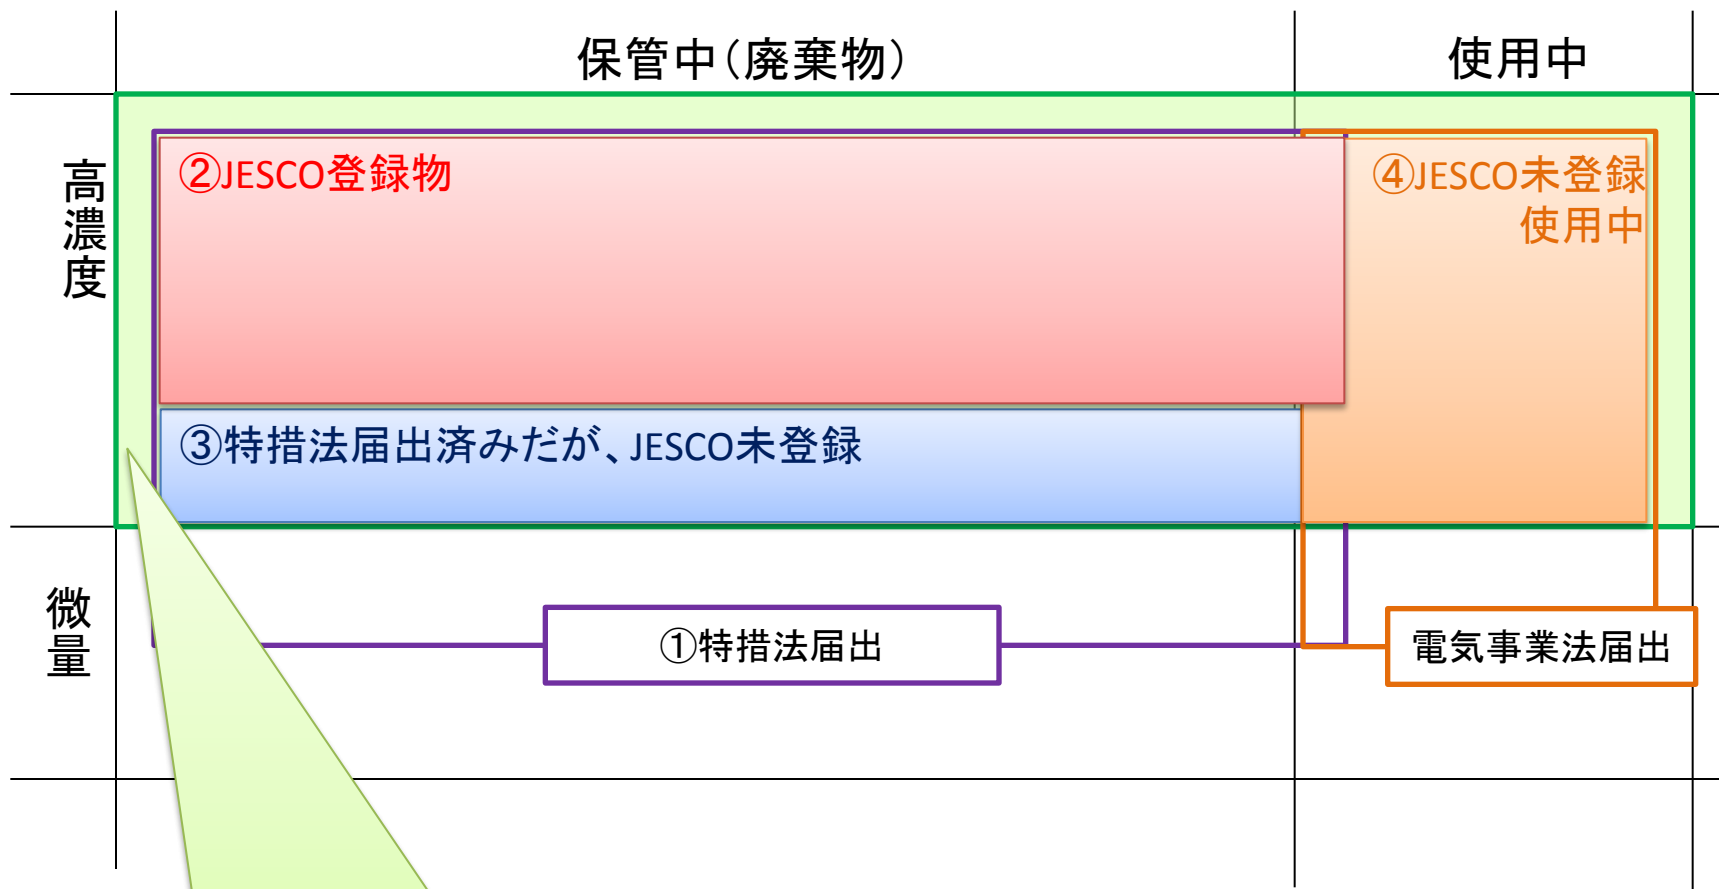 保管中（廃棄物）
使用中
高濃度
②JESCO登録物
④JESCO未登録
使用中
③特措法届出済みだが、JESCO未登録
微量
①特措法届出
電気事業法届出